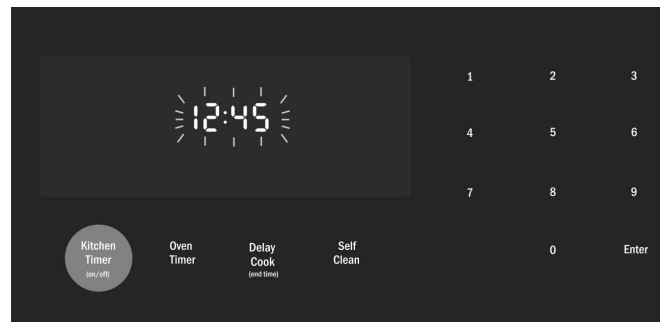 12:45
1 2 3
4 5 6
7 8 9
0 Enter
Kitchen
Timer
(on/off)
Oven
Timer
Delay
Cook
(end time)
Self
Clean